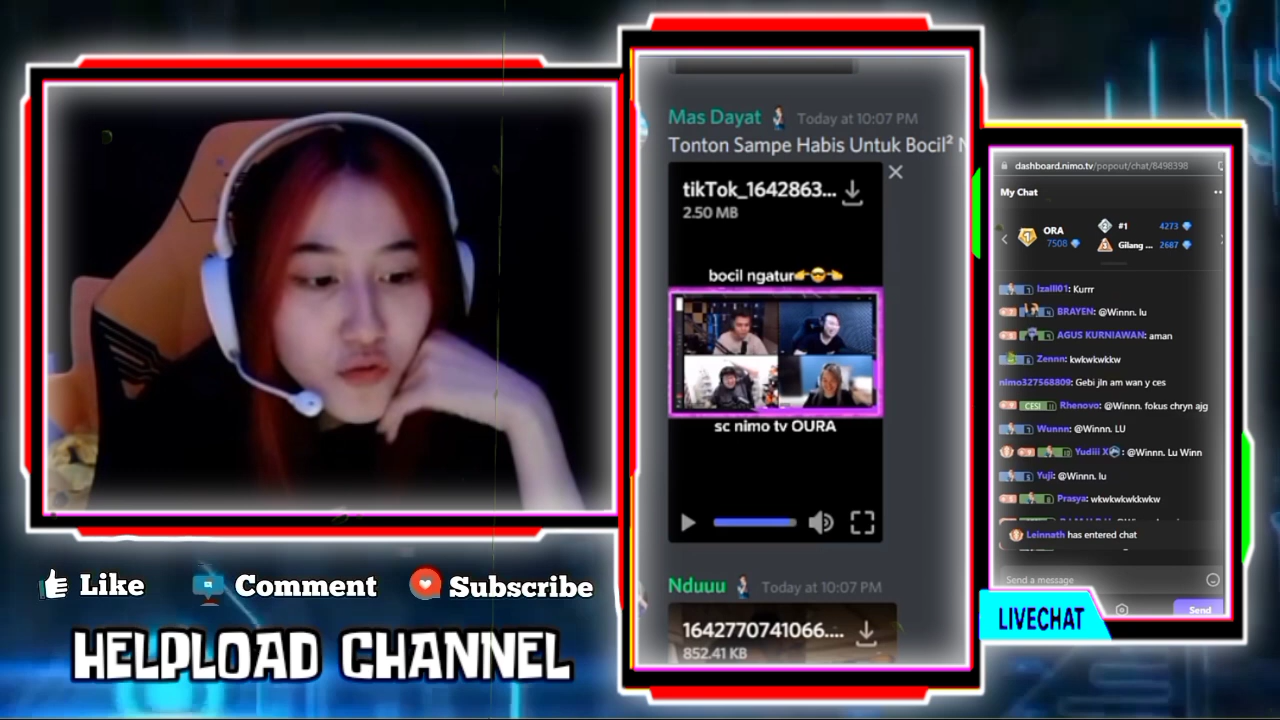 Like
Comment
Subscribe
HELPLOAD CHANNEL
Mas Dayat Today at 10:07 PM
Tonton Sampe Habis Untuk Bocil² N
tikTok_1642863...
2.50 MB
bocil ngatur
sc nimo tv OURA
Nduuu Today at 10:07 PM
1642770741066....
852.41 KB
dashboard.nimo.tv/popout/chat/8498398
My Chat
1 ORA
7508
#1 4273
Gilang ... 2687
Izalll01: Kurrr
BRAYEN: @Winnn. lu
AGUS KURNIAWAN: aman
Zennn: kwkwkwkkw
nimo327568809: Gebi jln am wan y ces
CESI Rhenovo: @Winnn. fokus chryn ajg
Wunnn: @Winnn. LU
Yudiii X: @Winnn. Lu Winn
Yuji: @Winnn. lu
Prasya: wkwkwkwkkwkw
Leinnath has entered chat
Send a message
Send
LIVECHAT